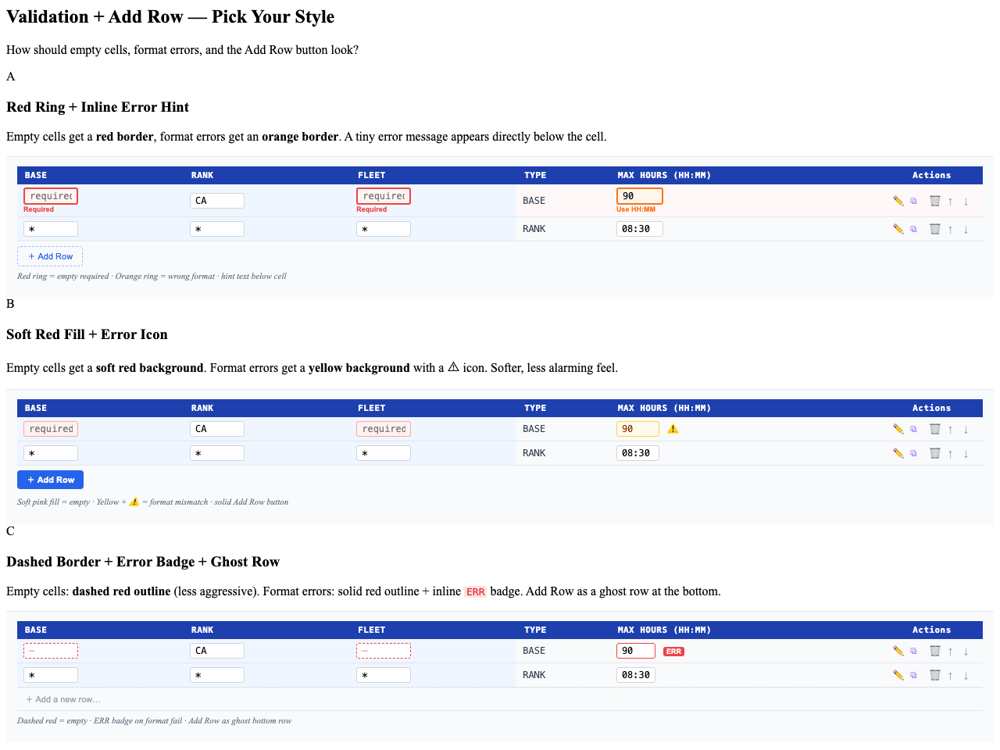 Validation + Add Row — Pick Your Style
How should empty cells, format errors, and the Add Row button look?
A
Red Ring + Inline Error Hint
Empty cells get a red border, format errors get an orange border. A tiny error message appears directly below the cell.
BASE RANK FLEET TYPE MAX HOURS (HH:MM) Actions
required CA required BASE 90
Required Required Use HH:MM
* * * RANK 08:30
+ Add Row
Red ring = empty required · Orange ring = wrong format · hint text below cell
B
Soft Red Fill + Error Icon
Empty cells get a soft red background. Format errors get a yellow background with a ⚠ icon. Softer, less alarming feel.
BASE RANK FLEET TYPE MAX HOURS (HH:MM) Actions
required CA required BASE 90 ⚠
* * * RANK 08:30
+ Add Row
Soft pink fill = empty · Yellow + ⚠ = format mismatch · solid Add Row button
C
Dashed Border + Error Badge + Ghost Row
Empty cells: dashed red outline (less aggressive). Format errors: solid red outline + inline ERR badge. Add Row as a ghost row at the bottom.
BASE RANK FLEET TYPE MAX HOURS (HH:MM) Actions
— CA — BASE 90 ERR
* * * RANK 08:30
+ Add a new row…
Dashed red = empty · ERR badge on format fail · Add Row as ghost bottom row